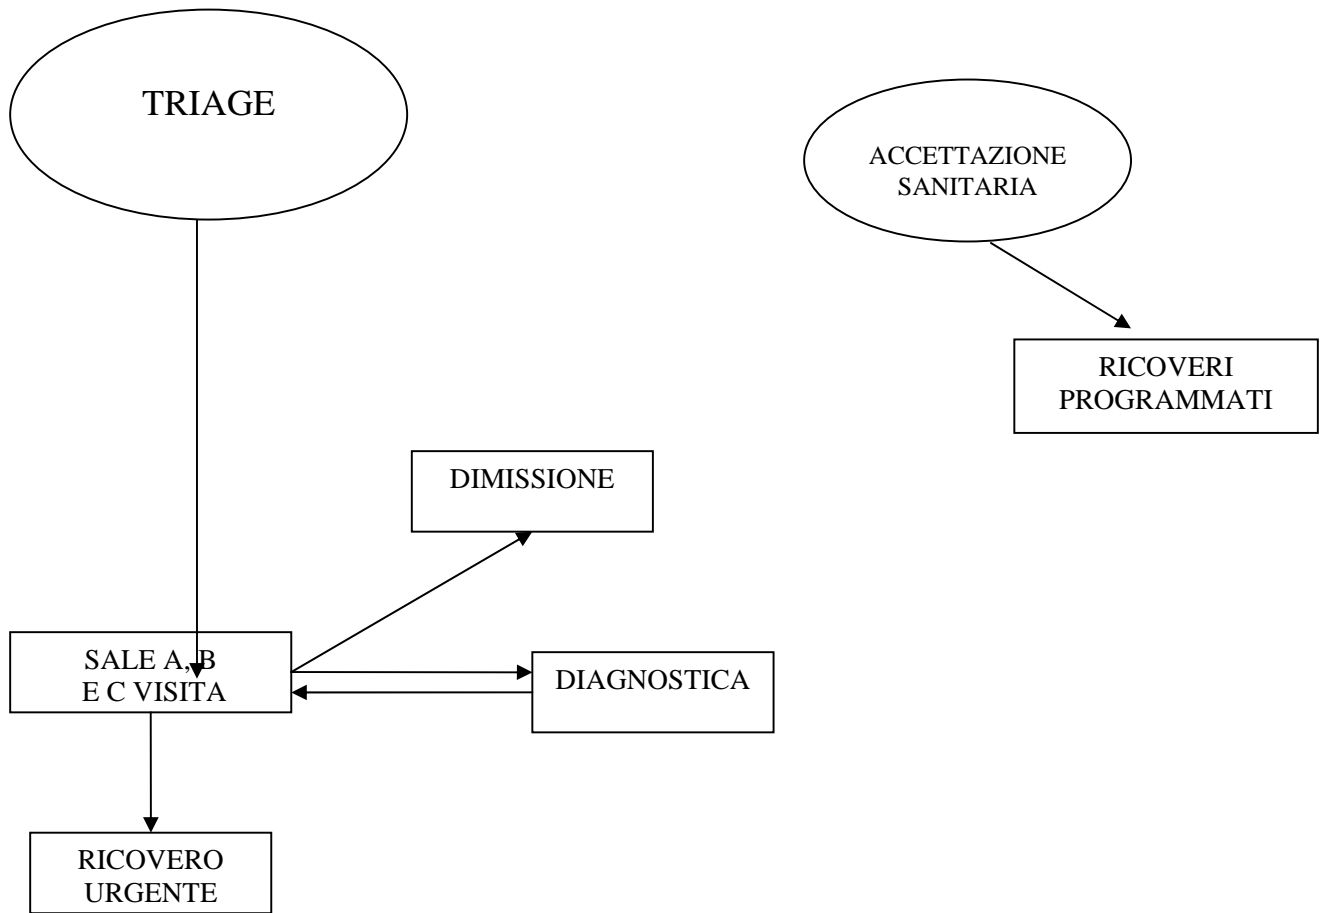 TRIAGE
ACCETTAZIONE
SANITARIA
RICOVERI
PROGRAMMATI
DIMISSIONE
SALE A, B
E C VISITA
DIAGNOSTICA
RICOVERO
URGENTE